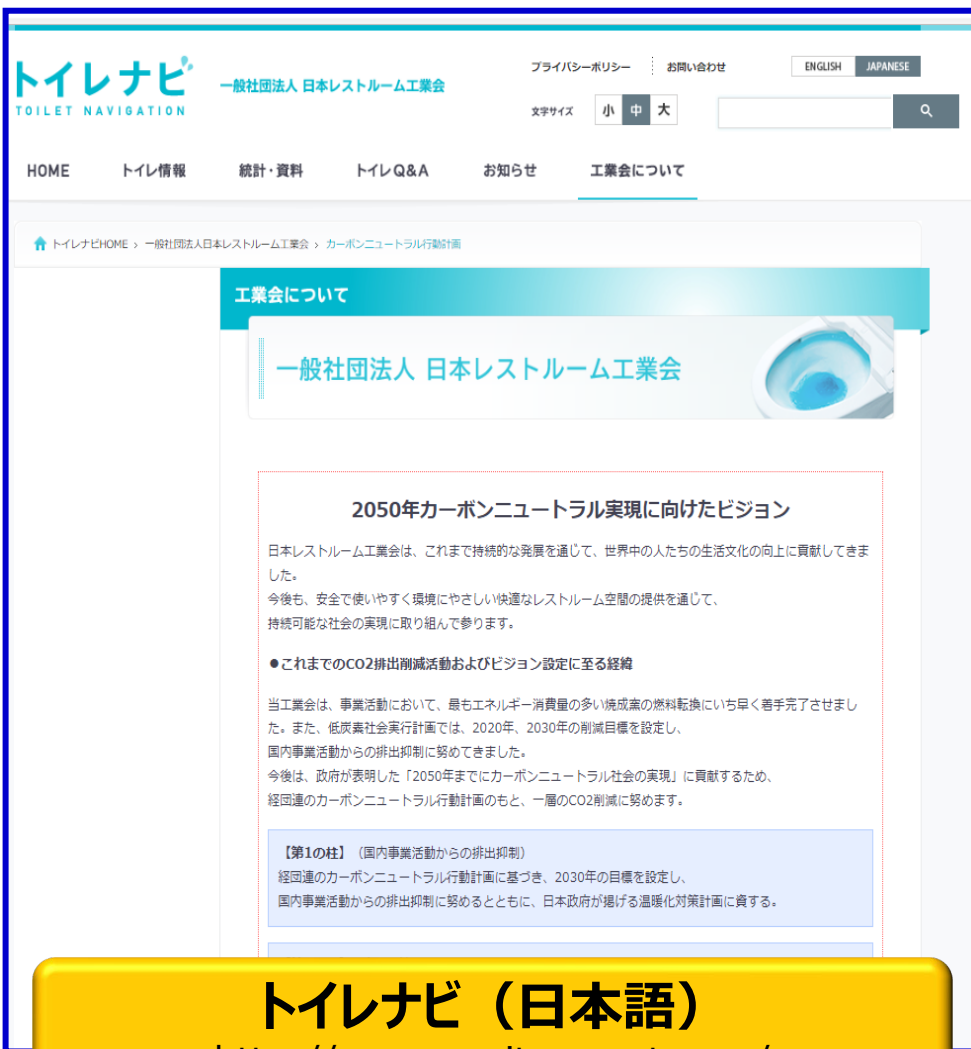 トイレナビ
TOILET NAVIGATION
一般社団法人 日本レストルーム工業会
プライバシーポリシー お問い合わせ
ENGLISH JAPANESE
文字サイズ 小 中 大
HOME トイレ情報 統計・資料 トイレQ&A お知らせ 工業会について
トイレナビHOME › 一般社団法人日本レストルーム工業会 › カーボンニュートラル行動計画
工業会について
一般社団法人 日本レストルーム工業会
2050年カーボンニュートラル実現に向けたビジョン
日本レストルーム工業会は、これまで持続的な発展を通じて、世界中の人たちの生活文化の向上に貢献してきま
した。
今後も、安全で使いやすく環境にやさしい快適なレストルーム空間の提供を通じて、
持続可能な社会の実現に取り組んで参ります。
●これまでのCO2排出削減活動およびビジョン設定に至る経緯
当工業会は、事業活動において、最もエネルギー消費量の多い焼成窯の燃料転換にいち早く着手完了させまし
た。また、低炭素社会実行計画では、2020年、2030年の削減目標を設定し、
国内事業活動からの排出抑制に努めてきました。
今後は、政府が表明した「2050年までにカーボンニュートラル社会の実現」に貢献するため、
経団連のカーボンニュートラル行動計画のもと、一層のCO2削減に努めます。
【第1の柱】（国内事業活動からの排出抑制）
経団連のカーボンニュートラル行動計画に基づき、2030年の目標を設定し、
国内事業活動からの排出抑制に努めるとともに、日本政府が掲げる温暖化対策計画に資する。
トイレナビ（日本語）